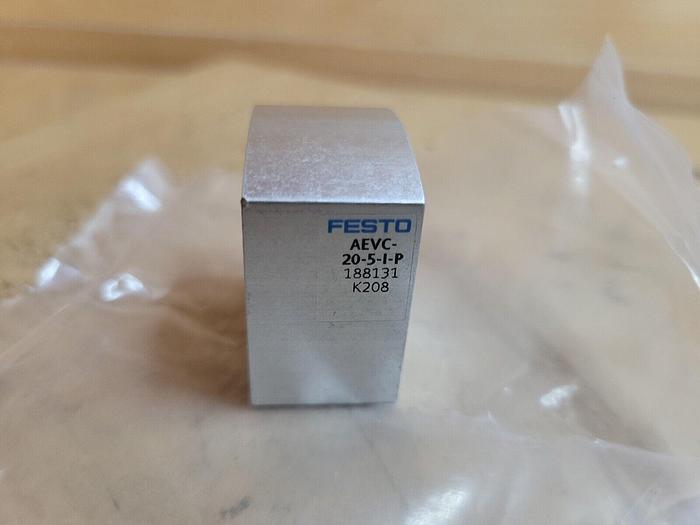 FESTO
AEVC-
20-5-I-P
188131
K208